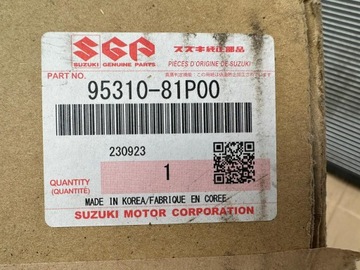 SGP スズキ純正部品
SUZUKI GENUINE PARTS PIÈCES D'ORIGINE DE SUZUKI
PART NO.
95310-81P00
230923
1
QUANTITY
(QUANTITÉ)
MADE IN KOREA/FABRIQUE EN COREE
SUZUKI MOTOR CORPORATION